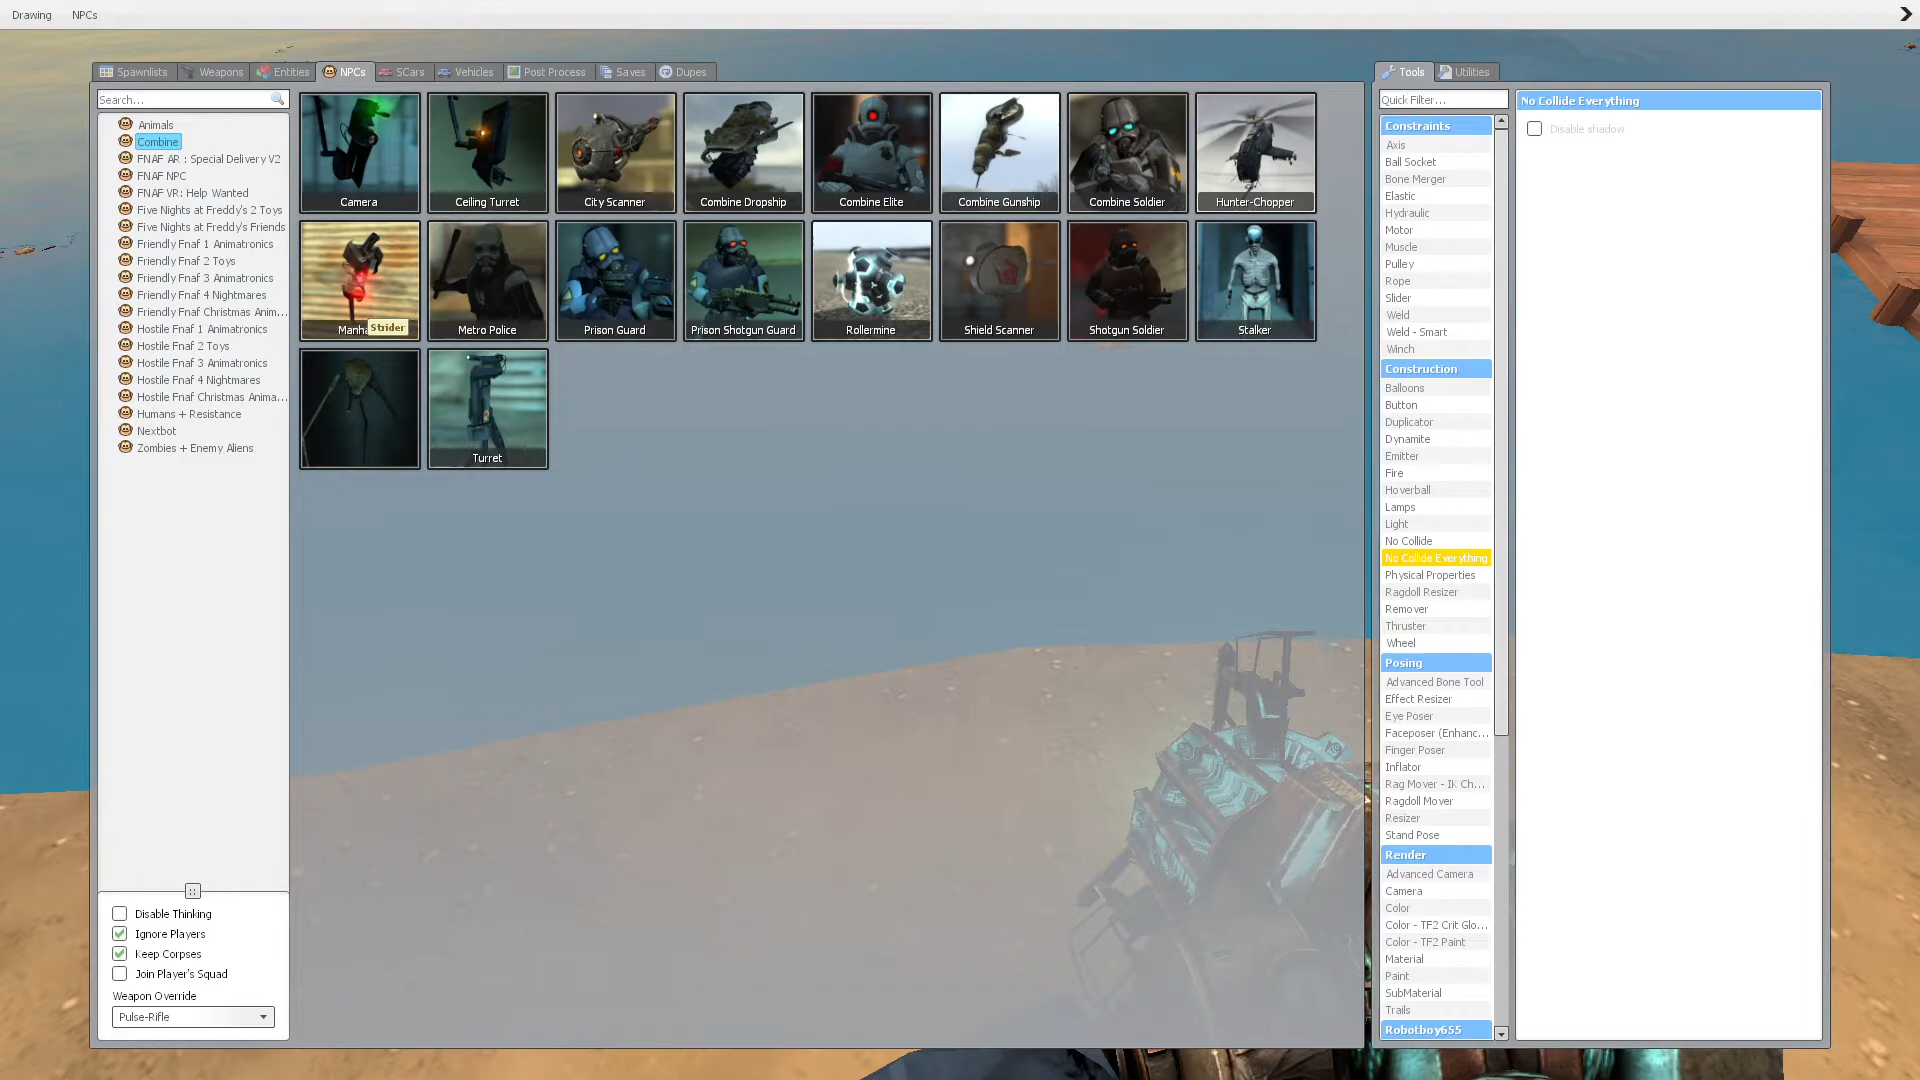 Drawing NPCs
Spawnlists Weapons Entities NPCs SCars Vehicles Post Process Saves Dupes
Search...
Animals
Combine
FNAF AR : Special Delivery V2
FNAF NPC
FNAF VR: Help Wanted
Five Nights at Freddy's 2 Toys
Five Nights at Freddy's Friends
Friendly Fnaf 1 Animatronics
Friendly Fnaf 2 Toys
Friendly Fnaf 3 Animatronics
Friendly Fnaf 4 Nightmares
Friendly Fnaf Christmas Anim...
Hostile Fnaf 1 Animatronics
Hostile Fnaf 2 Toys
Hostile Fnaf 3 Animatronics
Hostile Fnaf 4 Nightmares
Hostile Fnaf Christmas Anima...
Humans + Resistance
Nextbot
Zombies + Enemy Aliens
Disable Thinking
Ignore Players
Keep Corpses
Join Player's Squad
Weapon Override
Pulse-Rifle
Camera Ceiling Turret City Scanner Combine Dropship Combine Elite Combine Gunship Combine Soldier Hunter-Chopper
Strider Metro Police Prison Guard Prison Shotgun Guard Rollermine Shield Scanner Shotgun Soldier Stalker
Turret
Tools Utilities
Quick Filter...
Constraints
Axis
Ball Socket
Bone Merger
Elastic
Hydraulic
Motor
Muscle
Pulley
Rope
Slider
Weld
Weld - Smart
Winch
Construction
Balloons
Button
Duplicator
Dynamite
Emitter
Fire
Hoverball
Lamps
Light
No Collide
No Collide Everything
Physical Properties
Ragdoll Resizer
Remover
Thruster
Wheel
Posing
Advanced Bone Tool
Effect Resizer
Eye Poser
Faceposer (Enhanc...
Finger Poser
Inflator
Rag Mover - IK Ch...
Ragdoll Mover
Resizer
Stand Pose
Render
Advanced Camera
Camera
Color
Color - TF2 Crit Glo...
Color - TF2 Paint
Material
Paint
SubMaterial
Trails
Robotboy655
No Collide Everything
Disable shadow